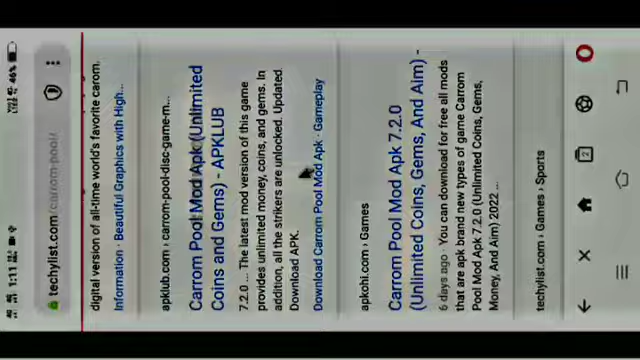 1:11
46%
techylist.com/carrom-pool/
digital version of all-time world's favorite carom.
Information · Beautiful Graphics with High...
apklub.com › carrom-pool-disc-game-m...
Carrom Pool Mod Apk (Unlimited
Coins and Gems) - APKLUB
7.2.0 ... The latest mod version of this game
provides unlimited money, coins, and gems. In
addition, all the strikers are unlocked. Updated.
Download APK.
Download Carrom Pool Mod Apk · Gameplay
apkohi.com › Games
Carrom Pool Mod Apk 7.2.0
(Unlimited Coins, Gems, And Aim) -
6 days ago · You can download for free all mods
that are apk brand new types of game Carrom
Pool Mod Apk 7.2.0 (Unlimited Coins, Gems,
Money, And Aim) 2022 ...
techylist.com › Games › Sports
2